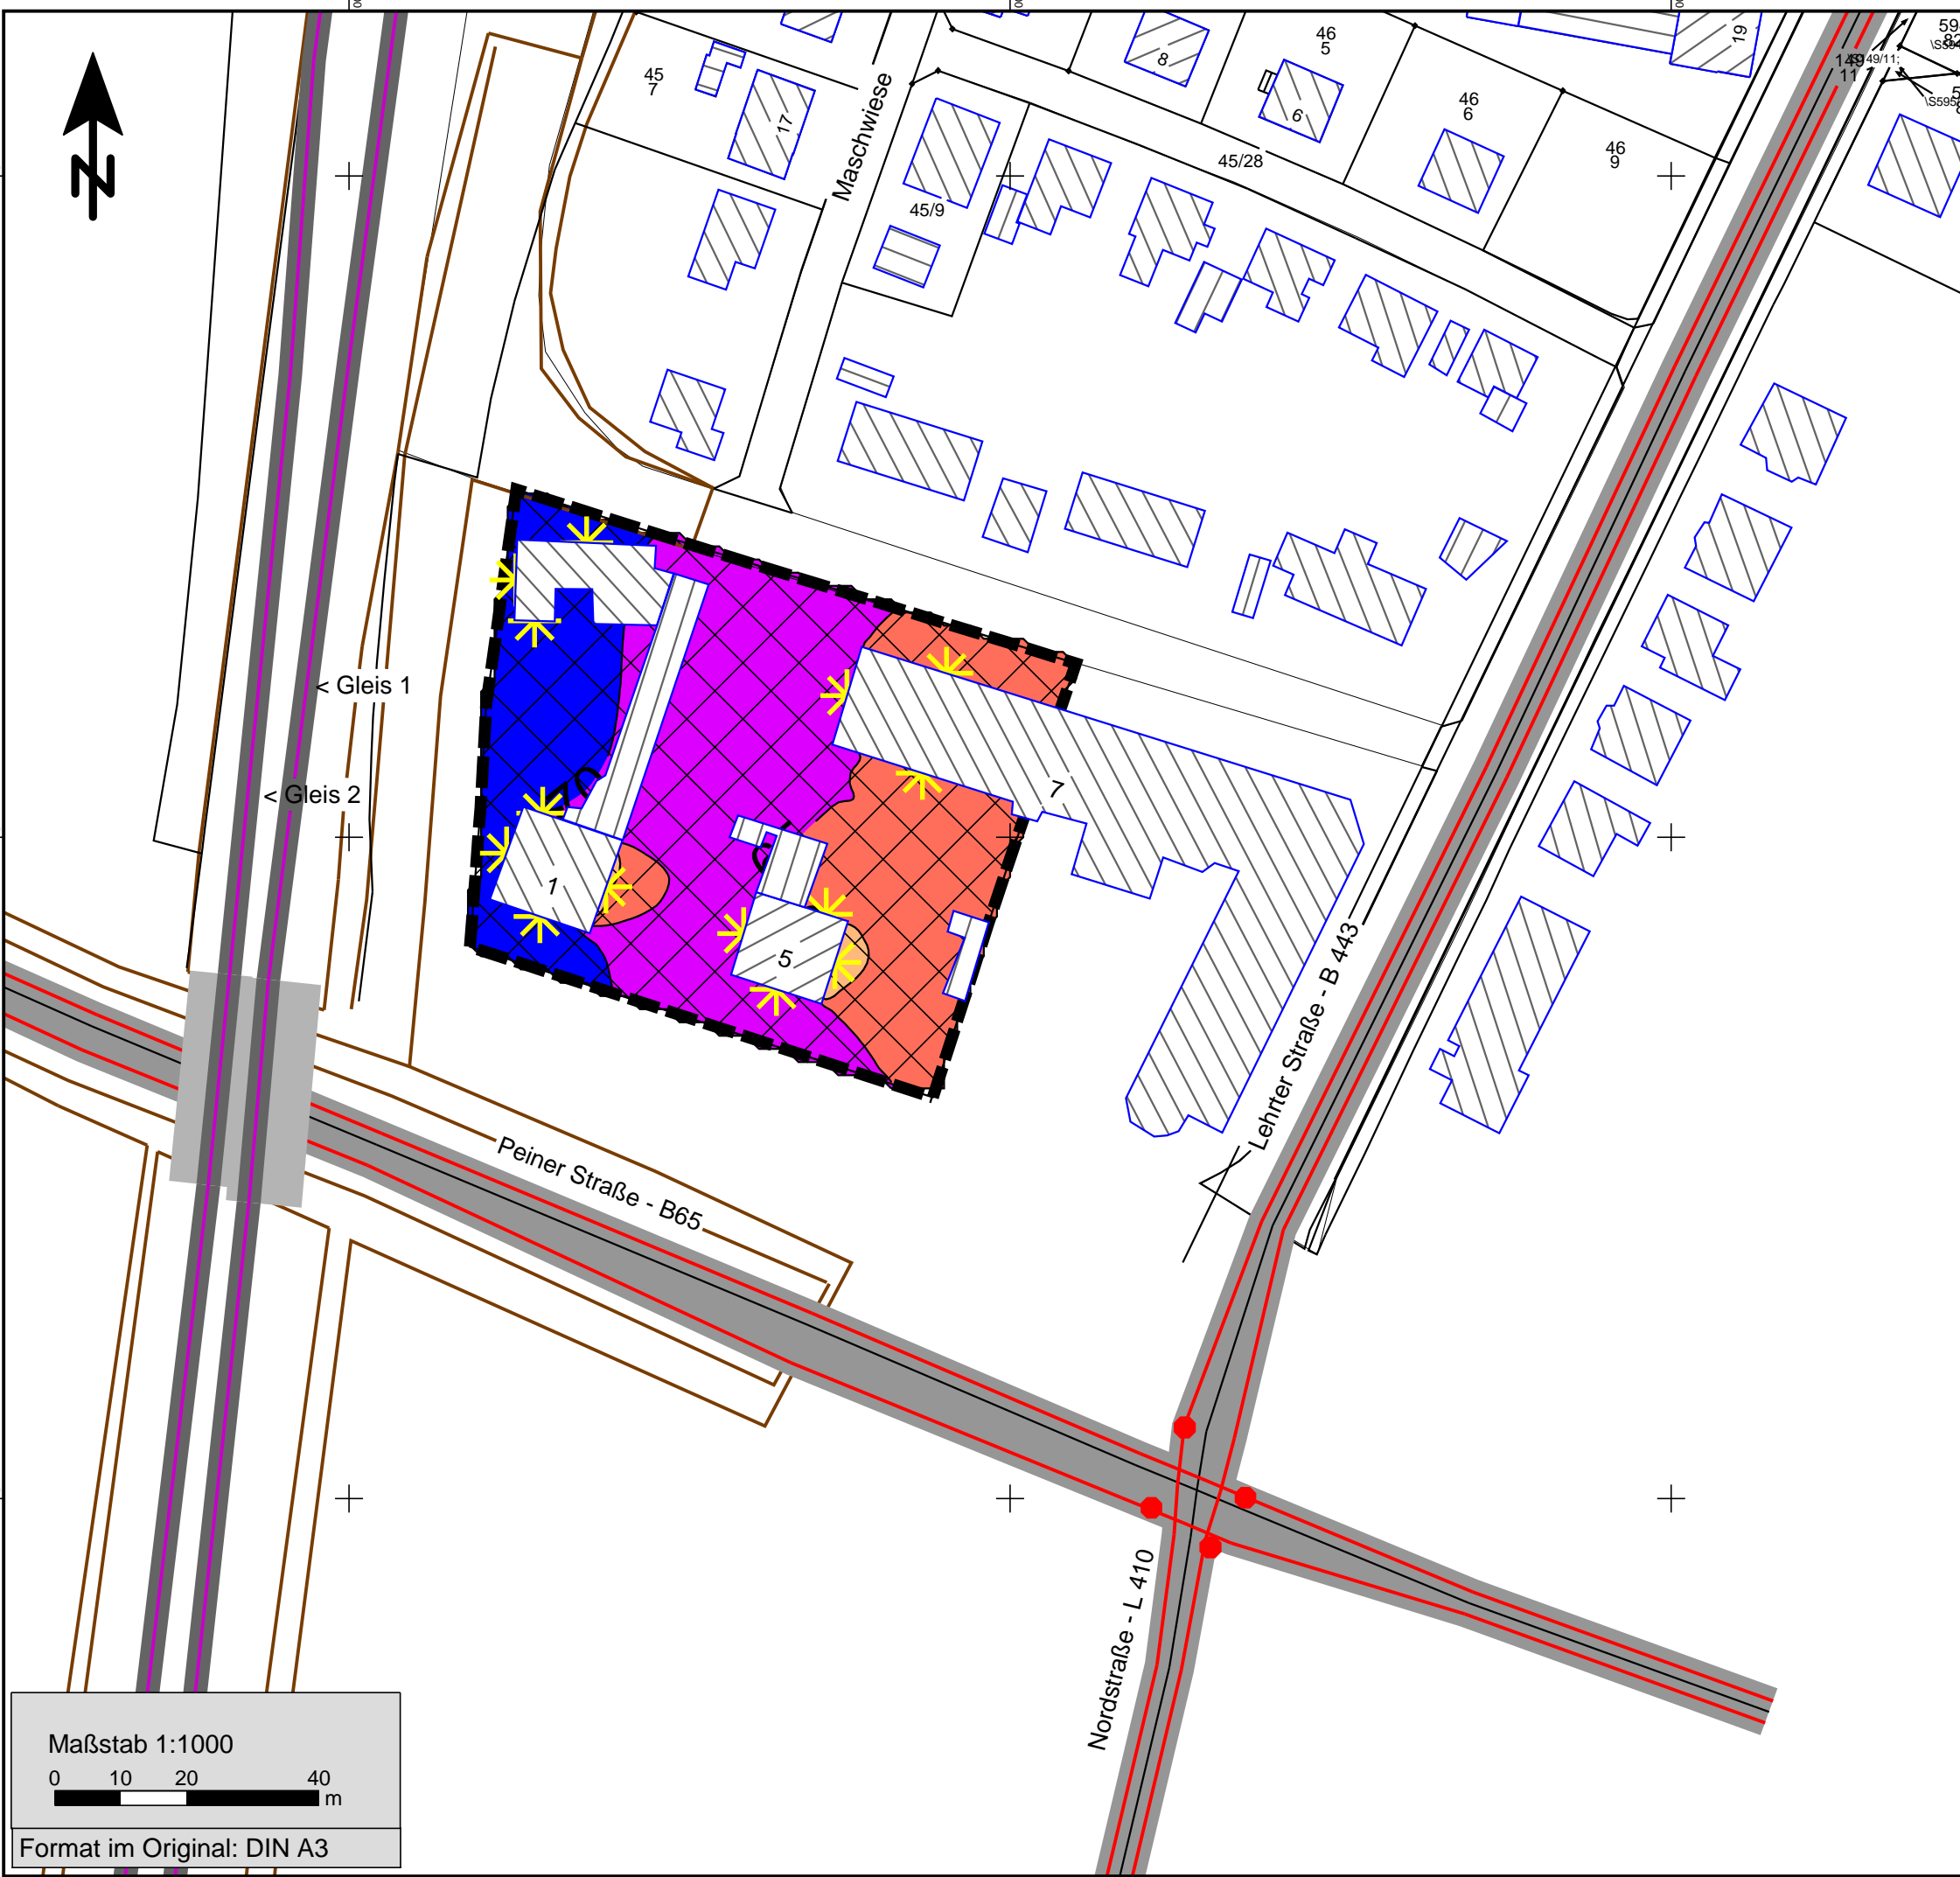 N
45
7
17
Maschwiese
45/9
8
46
5
6
45/28
46
6
46
9
19
11
< Gleis 1
< Gleis 2
1
5
7
Peiner Straße - B65
Lehrter Straße - B 443
Nordstraße - L 410
Maßstab 1:1000
0 10 20 40
m
Format im Original: DIN A3